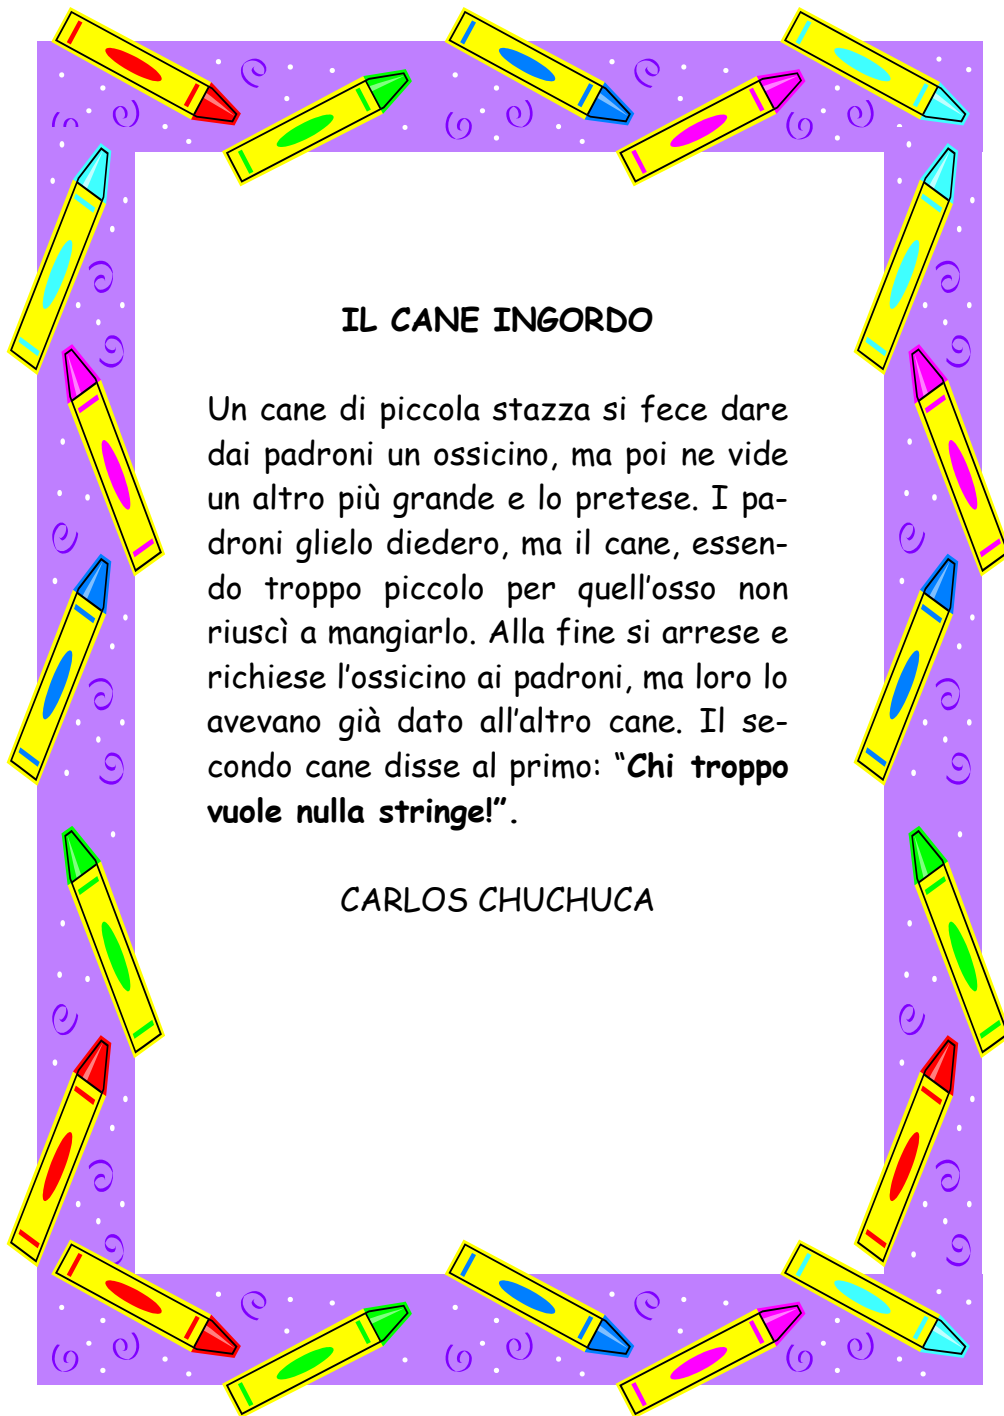 IL CANE INGORDO
Un cane di piccola stazza si fece dare
dai padroni un ossicino, ma poi ne vide
un altro più grande e lo pretese. I pa-
droni glielo diedero, ma il cane, essen-
do troppo piccolo per quell’osso non
riuscì a mangiarlo. Alla fine si arrese e
richiese l’ossicino ai padroni, ma loro lo
avevano già dato all’altro cane. Il se-
condo cane disse al primo: “Chi troppo
vuole nulla stringe!”.
CARLOS CHUCHUCA